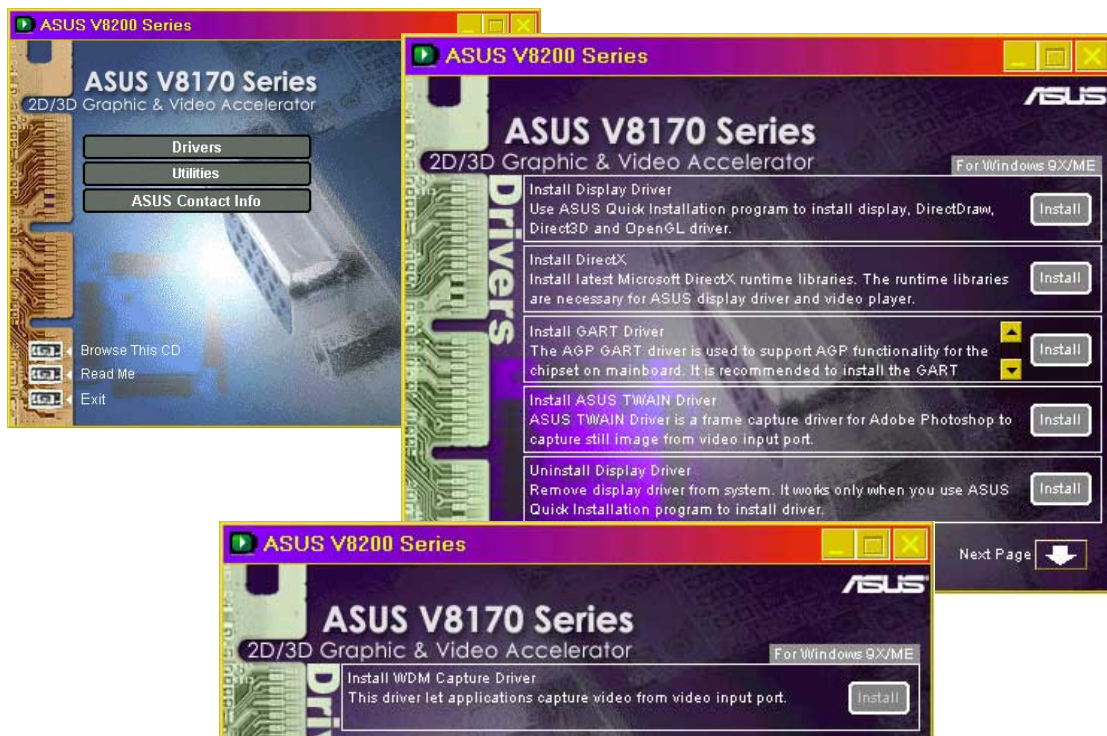 ASUS V8200 Series
ASUS V8170 Series
2D/3D Graphic & Video Accelerator
Drivers
Utilities
ASUS Contact Info
Browse This CD
Read Me
Exit
ASUS V8200 Series
ASUS
ASUS V8170 Series
2D/3D Graphic & Video Accelerator
For Windows 9X/ME
Drivers
Install Display Driver
Use ASUS Quick Installation program to install display, DirectDraw,
Direct3D and OpenGL driver.
Install
Install DirectX
Install latest Microsoft DirectX runtime libraries. The runtime libraries
are necessary for ASUS display driver and video player.
Install
Install GART Driver
The AGP GART driver is used to support AGP functionality for the
chipset on mainboard. It is recommended to install the GART
Install
Install ASUS TWAIN Driver
ASUS TWAIN Driver is a frame capture driver for Adobe Photoshop to
capture still image from video input port.
Install
Uninstall Display Driver
Remove display driver from system. It works only when you use ASUS
Quick Installation program to install driver.
Install
Next Page
ASUS V8200 Series
ASUS
ASUS V8170 Series
2D/3D Graphic & Video Accelerator
For Windows 9X/ME
Dri
Install WDM Capture Driver
This driver let applications capture video from video input port.
Install